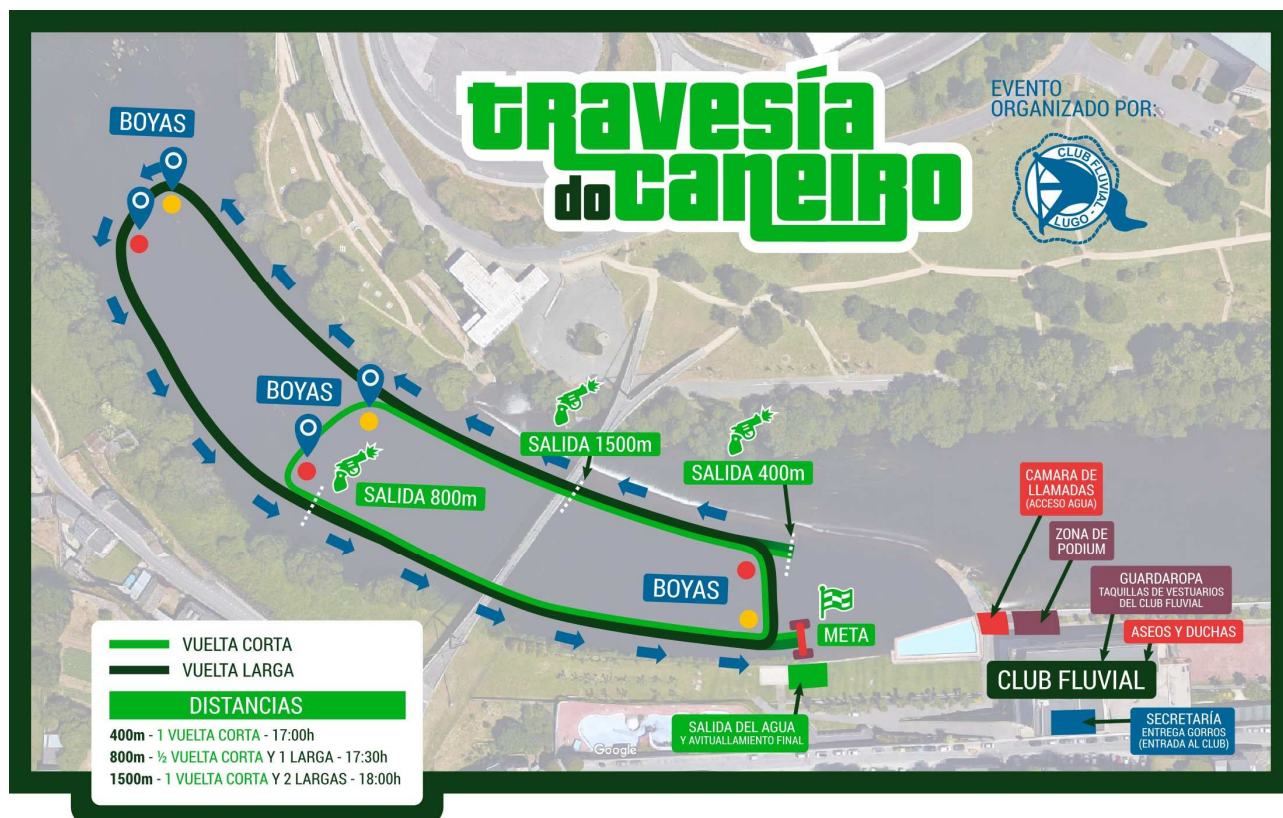 TRAVESÍA
DO CANEIRO
EVENTO
ORGANIZADO POR:
CLUB FLUVIAL
- LUGO -
BOYAS
BOYAS
SALIDA 1500m
SALIDA 400m
SALIDA 800m
BOYAS
META
CAMARA DE
LLAMADAS
(ACCESO AGUA)
ZONA DE
PODIUM
GUARDAROPA
TAQUILLAS DE VESTUARIOS
DEL CLUB FLUVIAL
ASEOS Y DUCHAS
CLUB FLUVIAL
SECRETARÍA
ENTREGA GORROS
(ENTRADA AL CLUB)
SALIDA DEL AGUA
Y AVITUALLAMIENTO FINAL
Google
VUELTA CORTA
VUELTA LARGA
DISTANCIAS
400m - 1 VUELTA CORTA - 17:00h
800m - ½ VUELTA CORTA Y 1 LARGA - 17:30h
1500m - 1 VUELTA CORTA Y 2 LARGAS - 18:00h